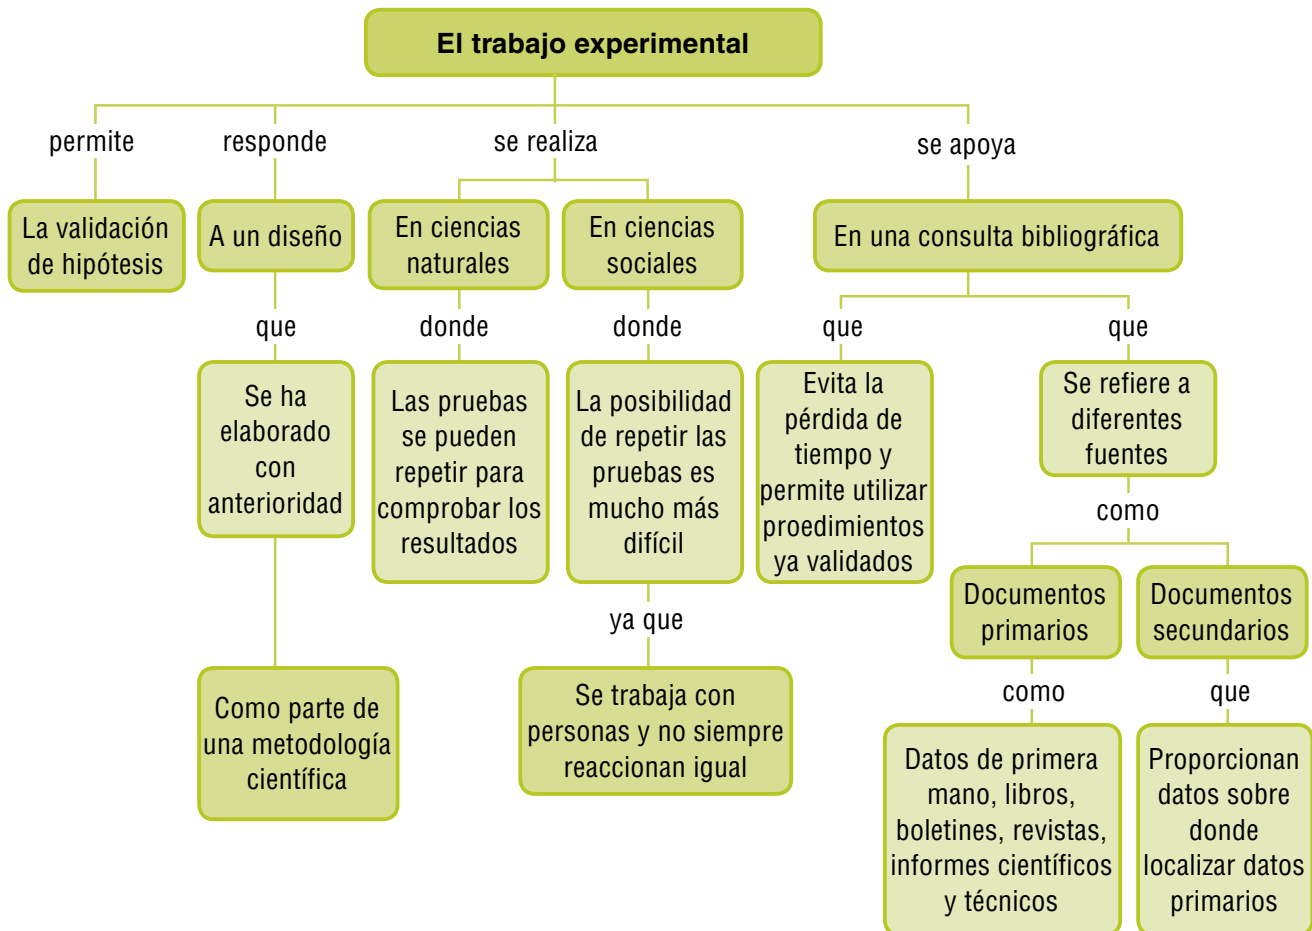 El trabajo experimental
permite
responde
se realiza
se apoya
La validación
de hipótesis
A un diseño
En ciencias
naturales
En ciencias
sociales
En una consulta bibliográfica
que
donde
donde
que
que
Se ha
elaborado
con
anterioridad
Las pruebas
se pueden
repetir para
comprobar los
resultados
La posibilidad
de repetir las
pruebas es
mucho más
difícil
Evita la
pérdida de
tiempo y
permite utilizar
proedimientos
ya validados
Se refiere a
diferentes
fuentes
como
Documentos
primarios
Documentos
secundarios
ya que
Como parte de
una metodología
científica
Se trabaja con
personas y no siempre
reaccionan igual
como
que
Datos de primera
mano, libros,
boletines, revistas,
informes científicos
y técnicos
Proporcionan
datos sobre
donde
localizar datos
primarios